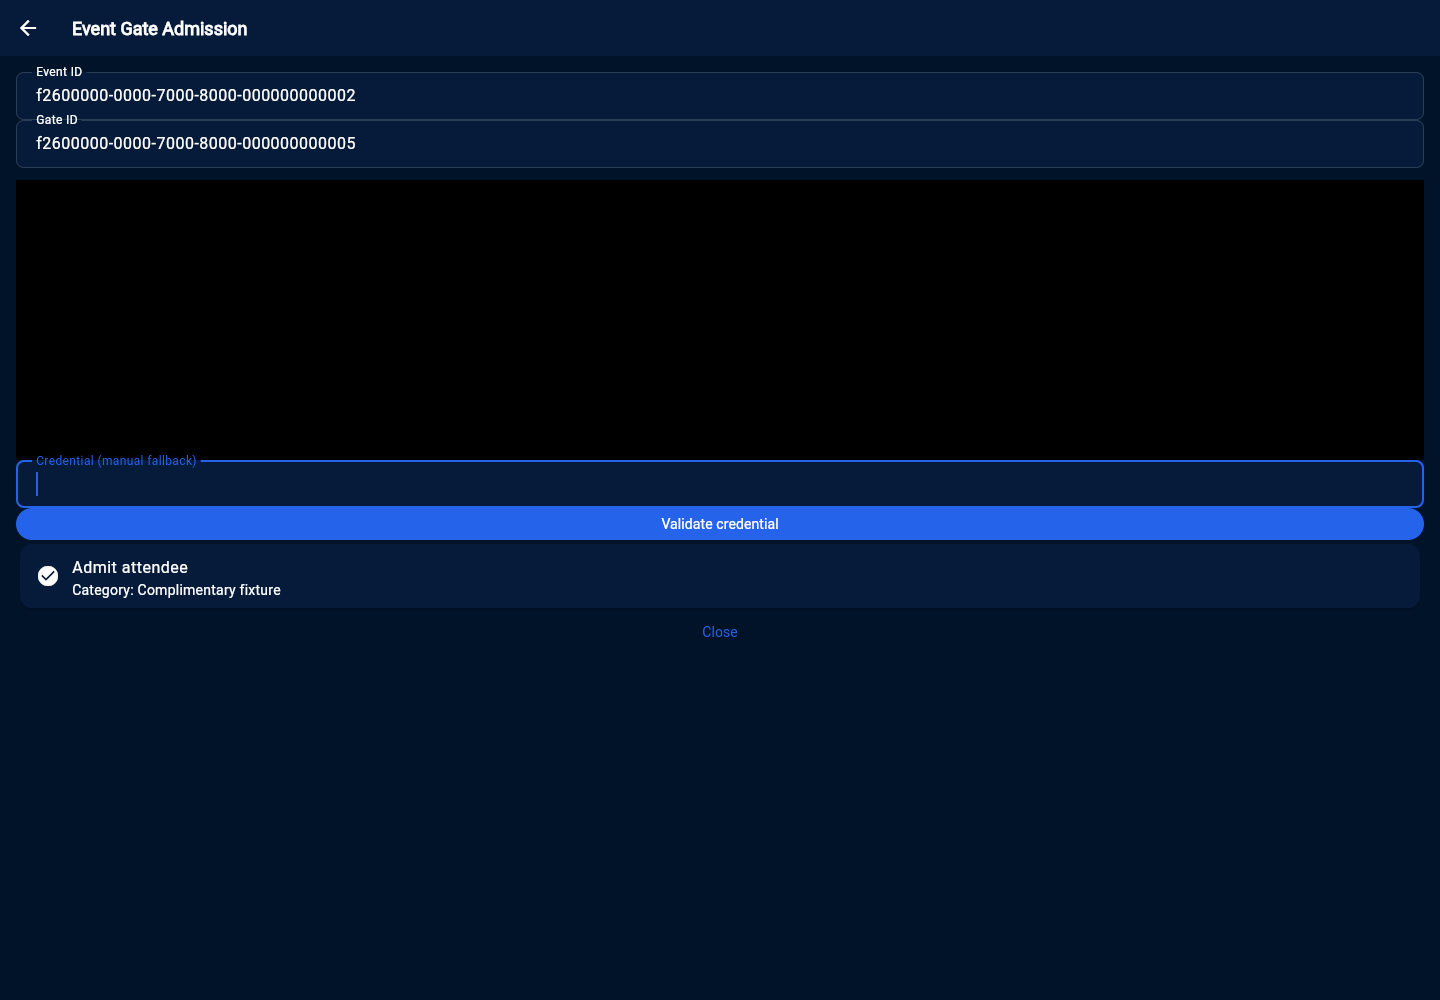 Event Gate Admission
Event ID
f2600000-0000-7000-8000-000000000002
Gate ID
f2600000-0000-7000-8000-000000000005
Credential (manual fallback)
Validate credential
Admit attendee
Category: Complimentary fixture
Close